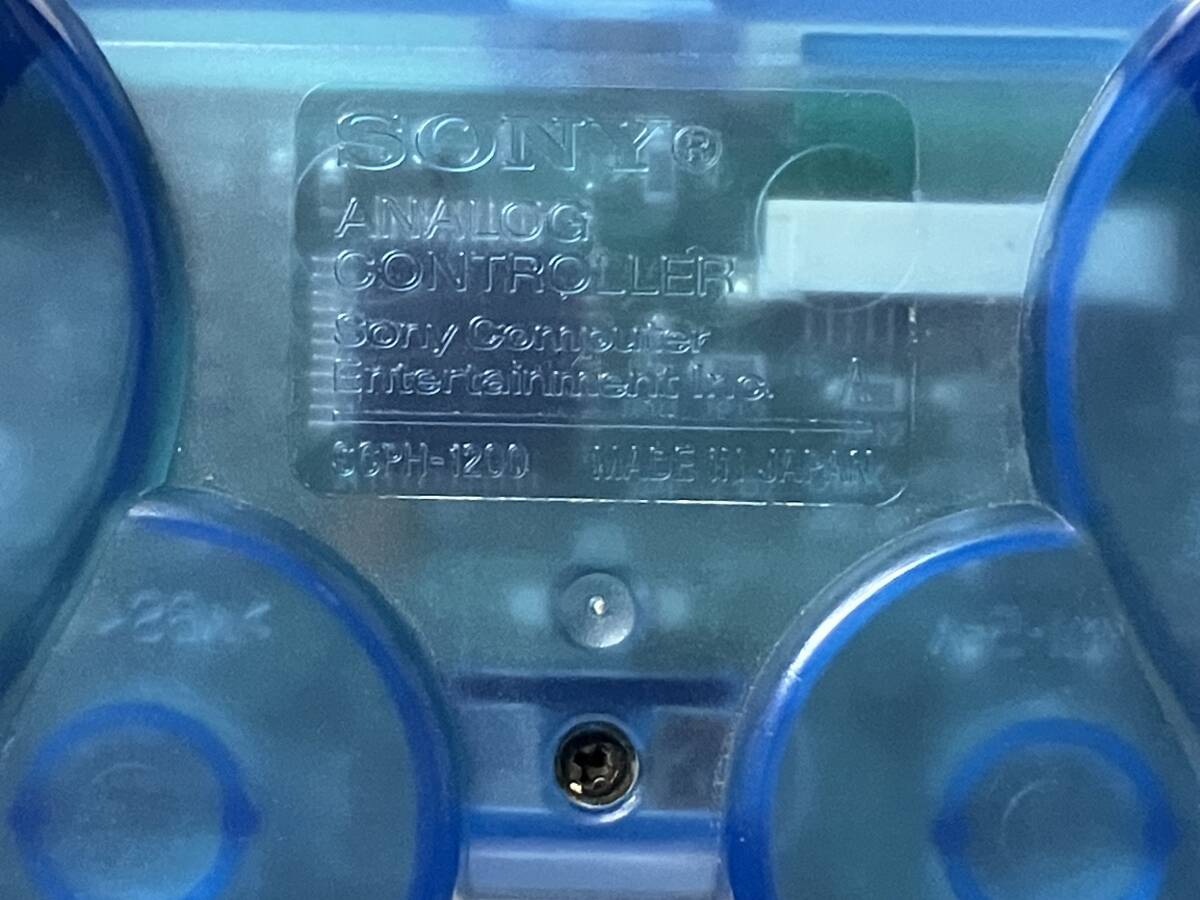 SONY®
ANALOG
CONTROLLER
Sony Computer
Entertainment Inc. A
SCPH-1200 MADE IN JAPAN